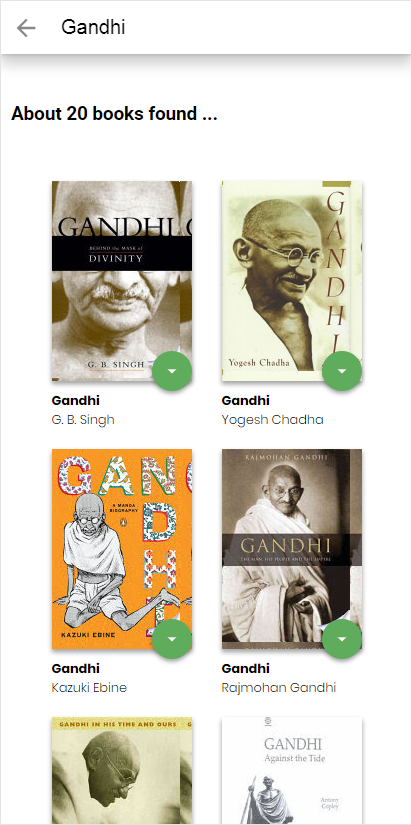 Gandhi
About 20 books found ...
GANDHI
BEHIND the MASK of
DIVINITY
G. B. SINGH
GANDHI
Yogesh Chadha
Gandhi
G. B. Singh
Gandhi
Yogesh Chadha
GANDHI
A MANGA
BIOGRAPHY
KAZUKI EBINE
RAJMOHAN GANDHI
GANDHI
THE MAN, HIS PEOPLE AND THE EMPIRE
Gandhi
Kazuki Ebine
Gandhi
Rajmohan Gandhi
GANDHI IN HIS TIME AND OURS
G
GANDHI
Against the Tide
Antony
Copley